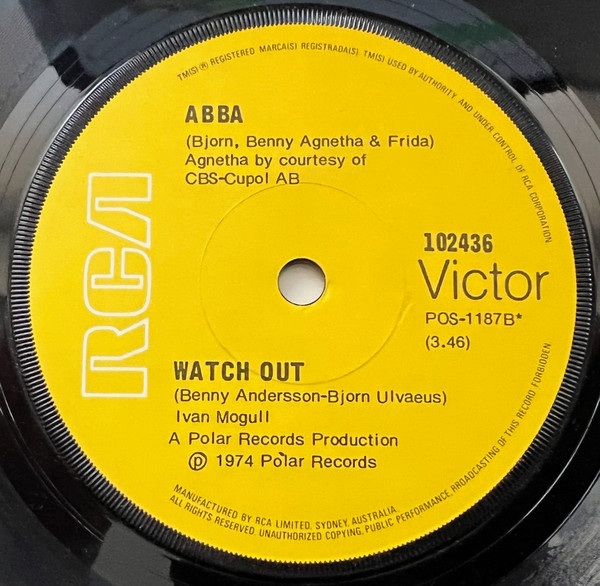 TM(S) ® REGISTERED MARCA(S) REGISTRADA(S). TM(S) USED BY AUTHORITY AND UNDER CONTROL OF RCA CORPORATION.
ABBA
(Bjorn, Benny Agnetha & Frida)
Agnetha by courtesy of
CBS-Cupol AB
RCA
102436
Victor
POS-1187B*
(3.46)
WATCH OUT
(Benny Andersson-Bjorn Ulvaeus)
Ivan Mogull
A Polar Records Production
℗ 1974 Polar Records
MANUFACTURED BY RCA LIMITED, SYDNEY, AUSTRALIA.
ALL RIGHTS RESERVED UNAUTHORIZED COPYING, PUBLIC PERFORMANCE, BROADCASTING OF THIS RECORD FORBIDDEN.